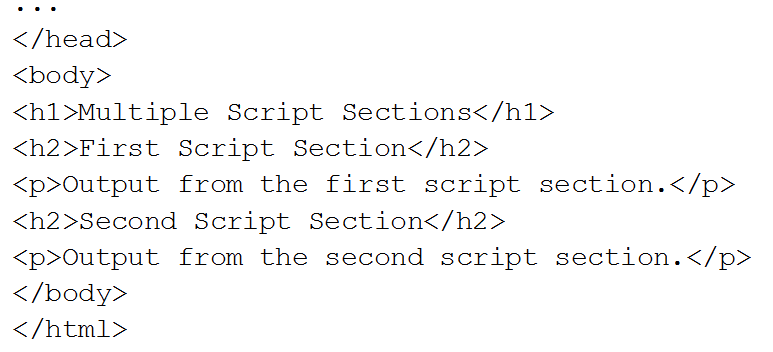 ...
</head>
<body>
<h1>Multiple Script Sections</h1>
<h2>First Script Section</h2>
<p>Output from the first script section.</p>
<h2>Second Script Section</h2>
<p>Output from the second script section.</p>
</body>
</html>